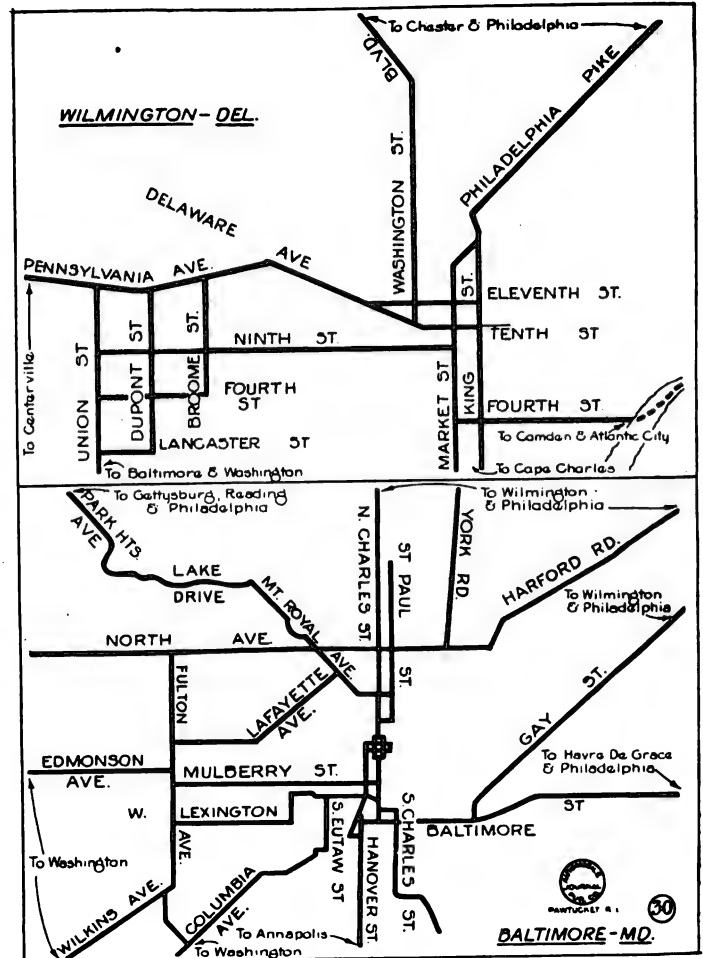 To Chester & Philadelphia
BLVD.
PHILADELPHIA PIKE
WILMINGTON - DEL.
WASHINGTON ST.
DELAWARE AVE
PENNSYLVANIA AVE.
ST.
ELEVENTH ST.
TENTH ST
NINTH ST.
UNION ST
DUPONT ST
BROOME ST.
FOURTH ST
MARKET ST
KING
FOURTH ST.
To Centerville
LANCASTER ST
To Camden & Atlantic City
To Baltimore & Washington
To Cape Charles
To Gettysburg, Reading
& Philadelphia
To Wilmington
& Philadelphia
PARK HTS. AVE
N. CHARLES ST.
ST PAUL ST.
YORK RD.
HARFORD RD.
LAKE DRIVE
MT. ROYAL AVE.
To Wilmington
& Philadelphia
NORTH AVE.
FULTON AVE.
LAFAYETTE AVE.
GAY ST.
EDMONSON AVE.
MULBERRY ST.
To Havre De Grace
& Philadelphia
W. LEXINGTON
S. EUTAW ST
HANOVER ST.
S. CHARLES ST.
BALTIMORE ST
To Washington
WILKINS AVE.
COLUMBIA AVE.
To Annapolis
To Washington
JOURNAL
PAWTUCKET R.I.
30
BALTIMORE - MD.